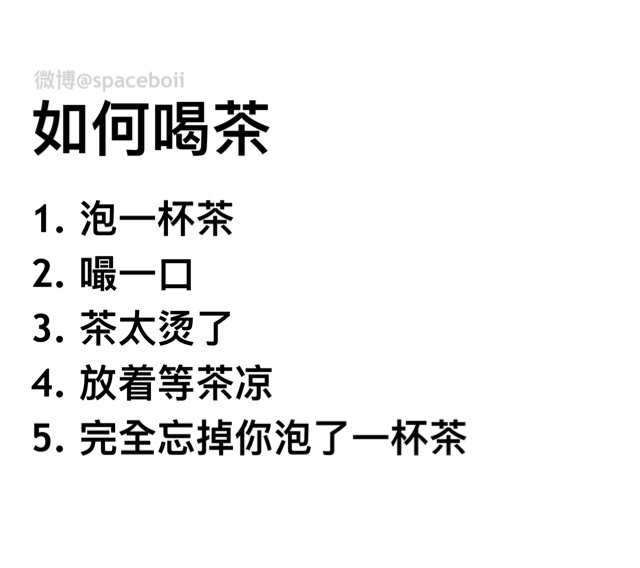 微博@spaceboii
如何喝茶
1. 泡一杯茶
2. 嘬一口
3. 茶太烫了
4. 放着等茶凉
5. 完全忘掉你泡了一杯茶